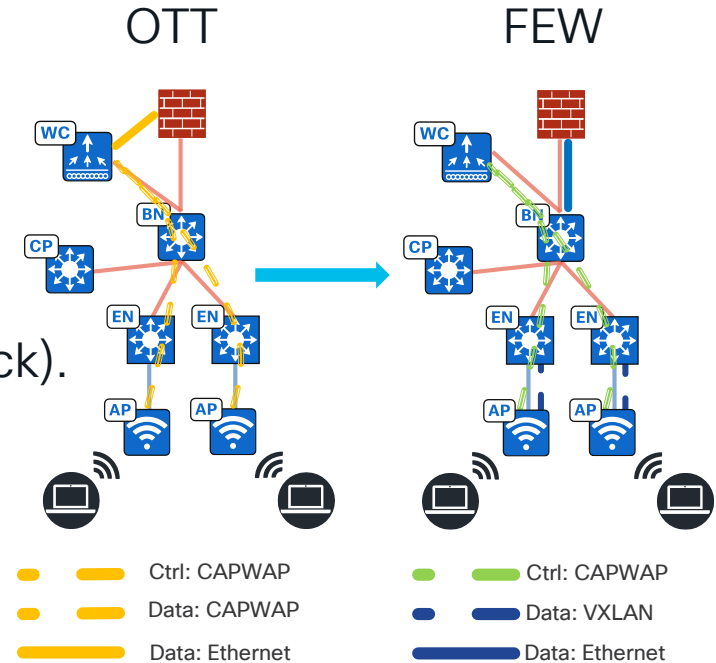 OTT
FEW
WC
WC
BN
BN
CP
CP
EN
EN
EN
EN
ck).
AP
AP
AP
AP
Ctrl: CAPWAP
Ctrl: CAPWAP
Data: CAPWAP
Data: VXLAN
Data: Ethernet
Data: Ethernet